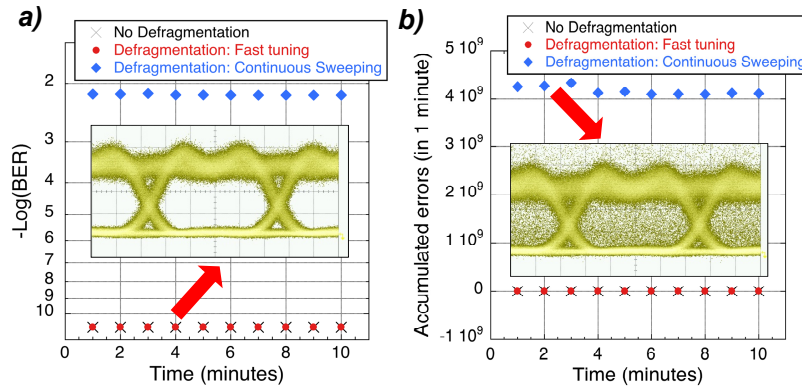 a)
No Defragmentation
Defragmentation: Fast tuning
Defragmentation: Continuous Sweeping
2
3
4
5
6
7
8
10
-Log(BER)
0 2 4 6 8 10
Time (minutes)
b)
No Defragmentation
Defragmentation: Fast tuning
Defragmentation: Continuous Sweeping
5 10⁹
4 10⁹
3 10⁹
2 10⁹
1 10⁹
0
-1 10⁹
Accumulated errors (in 1 minute)
0 2 4 6 8 10
Time (minutes)